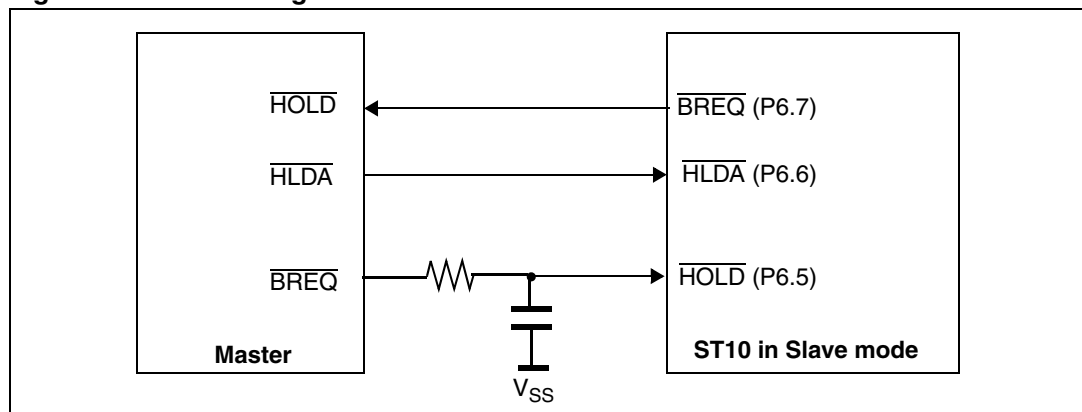 HOLD
BREQ (P6.7)
HLDA
HLDA (P6.6)
BREQ
HOLD (P6.5)
Master
ST10 in Slave mode
VSS